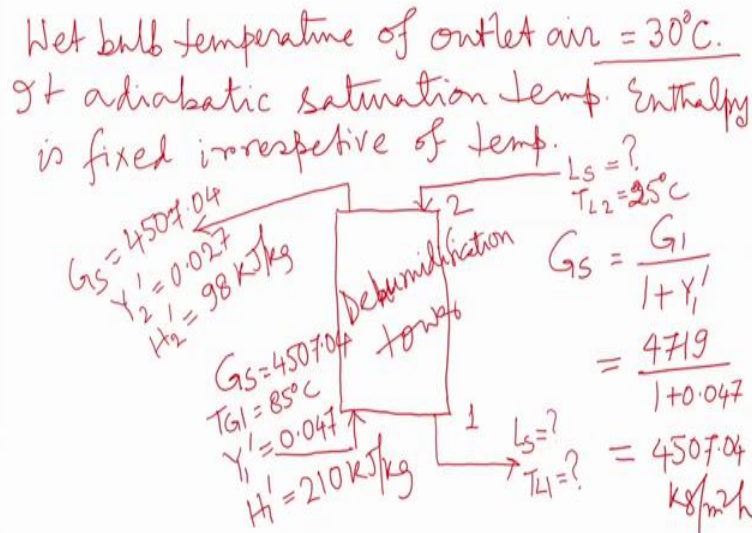 Wet bulb temperature of outlet air = 30°C.
It adiabatic saturation temp. Enthalpy
is fixed irrespetive of temp.
Ls = ?
TL2 = 25°C
2
Gs = 4507.04
Y2' = 0.027
H2' = 98 KJ/kg
Dehumidification
tower
Gs = G1 / 1 + Y1'
= 4719 / 1+0.047
= 4507.04
Kg/m²h
Gs = 4507.04
TG1 = 85°C
Y1' = 0.047
H1' = 210 KJ/kg
1
Ls = ?
TL1 = ?